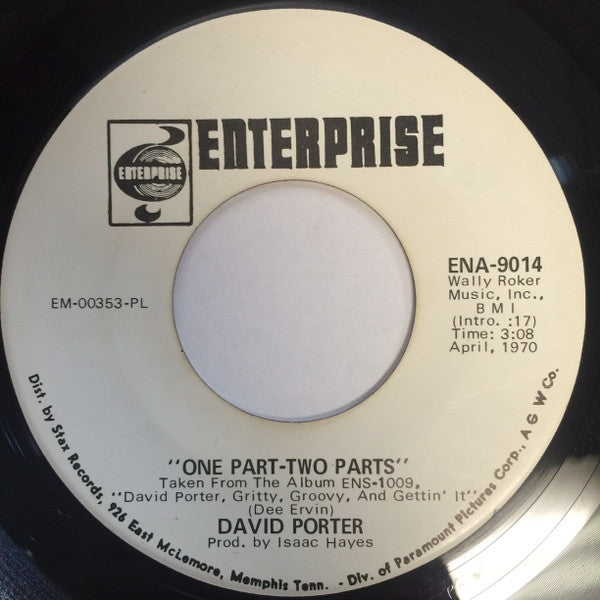 ENTERPRISE
ENTERPRISE
ENA-9014
Wally Roker
Music, Inc.,
B M I
(Intro. :17)
Time: 3:08
April, 1970
EM-00353-PL
"ONE PART-TWO PARTS"
Taken From The Album ENS-1009,
"David Porter, Gritty, Groovy, And Gettin' It"
(Dee Ervin)
DAVID PORTER
Prod. by Isaac Hayes
Dist. by Stax Records, 926 East McLemore, Memphis Tenn. - Div. of Paramount Pictures Corp., A G W Co.